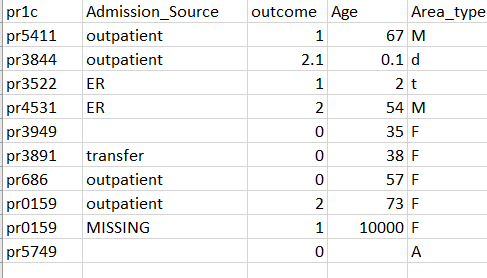 pr1c Admission_Source outcome Age Area_type
pr5411 outpatient 1 67 M
pr3844 outpatient 2.1 0.1 d
pr3522 ER 1 2 t
pr4531 ER 2 54 M
pr3949 0 35 F
pr3891 transfer 0 38 F
pr686 outpatient 0 57 F
pr0159 outpatient 2 73 F
pr0159 MISSING 1 10000 F
pr5749 0 A